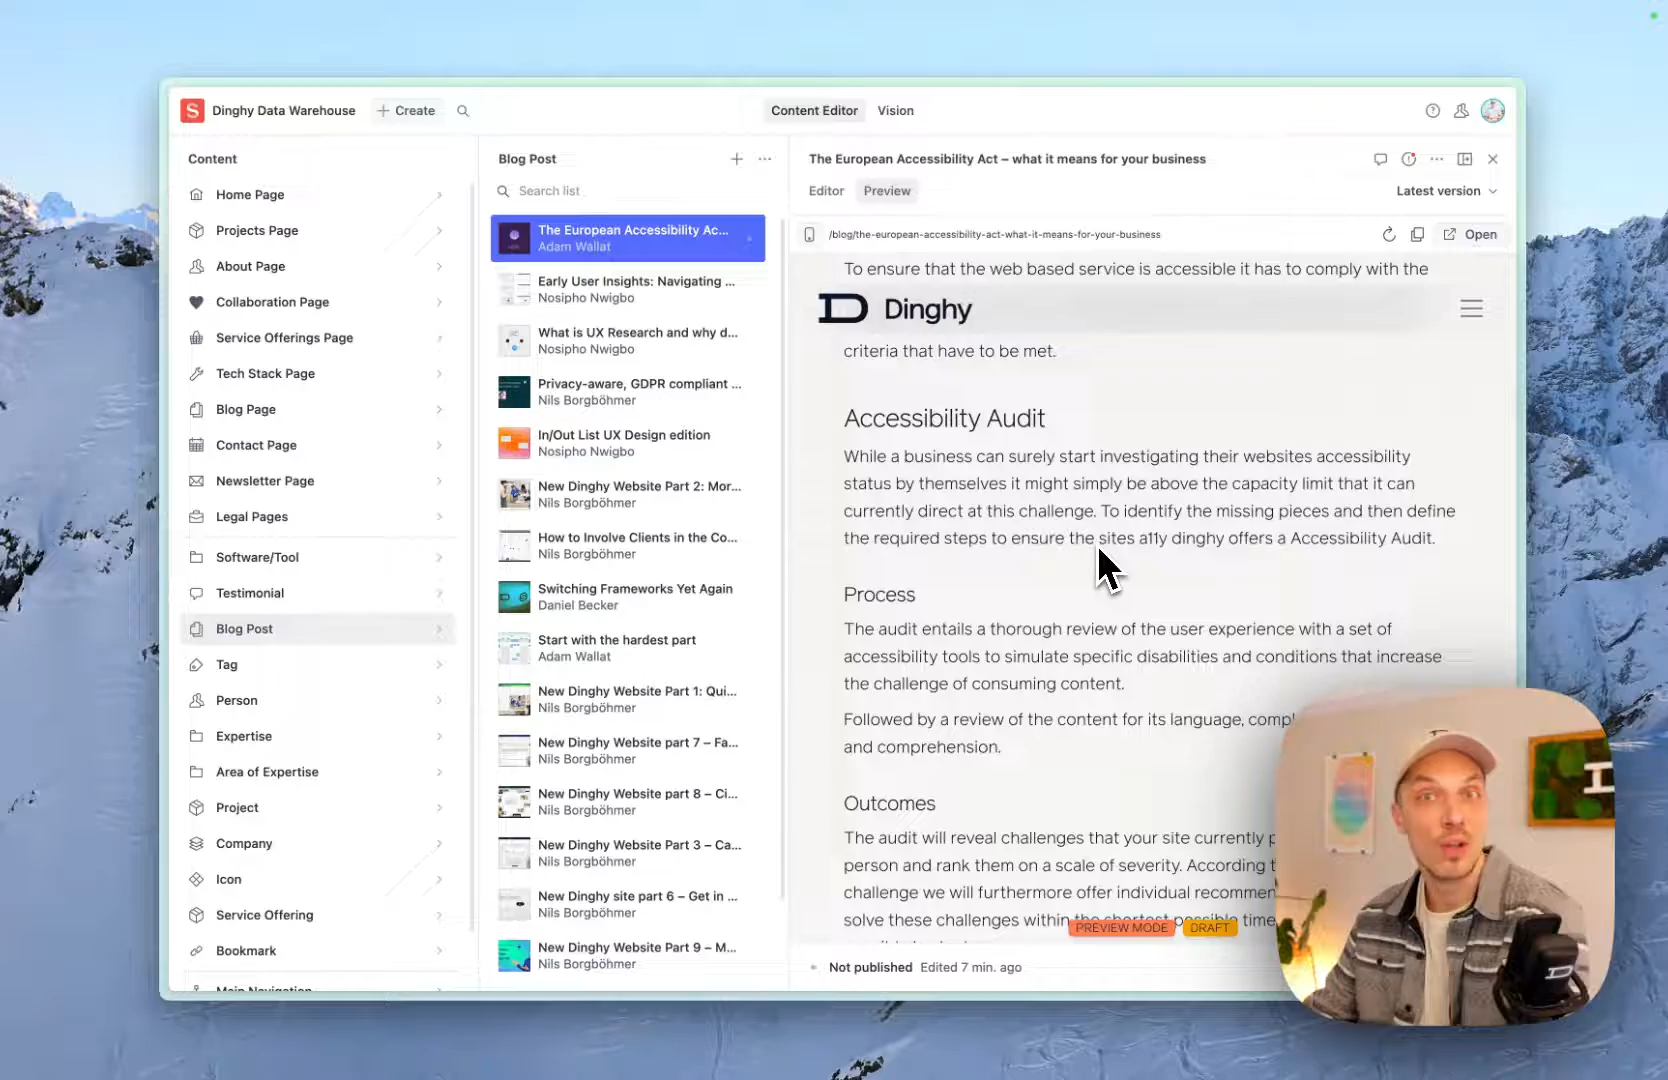 S Dinghy Data Warehouse
Create
Content Editor
Vision
Content
Home Page
Projects Page
About Page
Collaboration Page
Service Offerings Page
Tech Stack Page
Blog Page
Contact Page
Newsletter Page
Legal Pages
Software/Tool
Testimonial
Blog Post
Tag
Person
Expertise
Area of Expertise
Project
Company
Icon
Service Offering
Bookmark
Main Navigation
Blog Post
Search list
The European Accessibility Ac...
Adam Wallat
Early User Insights: Navigating ...
Nosipho Nwigbo
What is UX Research and why d...
Nosipho Nwigbo
Privacy-aware, GDPR compliant ...
Nils Borgböhmer
In/Out List UX Design edition
Nosipho Nwigbo
New Dinghy Website Part 2: Mor...
Nils Borgböhmer
How to Involve Clients in the Co...
Nils Borgböhmer
Switching Frameworks Yet Again
Daniel Becker
Start with the hardest part
Adam Wallat
New Dinghy Website Part 1: Qui...
Nils Borgböhmer
New Dinghy Website part 7 – Fa...
Nils Borgböhmer
New Dinghy Website part 8 – Ci...
Nils Borgböhmer
New Dinghy Website Part 3 – Ca...
Nils Borgböhmer
New Dinghy site part 6 – Get in ...
Nils Borgböhmer
New Dinghy Website Part 9 – M...
Nils Borgböhmer
The European Accessibility Act – what it means for your business
Editor
Preview
Latest version
/blog/the-european-accessibility-act-what-it-means-for-your-business
Open
To ensure that the web based service is accessible it has to comply with the
D Dinghy
criteria that have to be met.
Accessibility Audit
While a business can surely start investigating their websites accessibility
status by themselves it might simply be above the capacity limit that it can
currently direct at this challenge. To identify the missing pieces and then define
the required steps to ensure the sites a11y dinghy offers a Accessibility Audit.
Process
The audit entails a thorough review of the user experience with a set of
accessibility tools to simulate specific disabilities and conditions that increase
the challenge of consuming content.
Followed by a review of the content for its language, compl
and comprehension.
Outcomes
The audit will reveal challenges that your site currently p
person and rank them on a scale of severity. According t
challenge we will furthermore offer individual recommen
solve these challenges within the shortest possible time
PREVIEW MODE
DRAFT
Not published Edited 7 min. ago